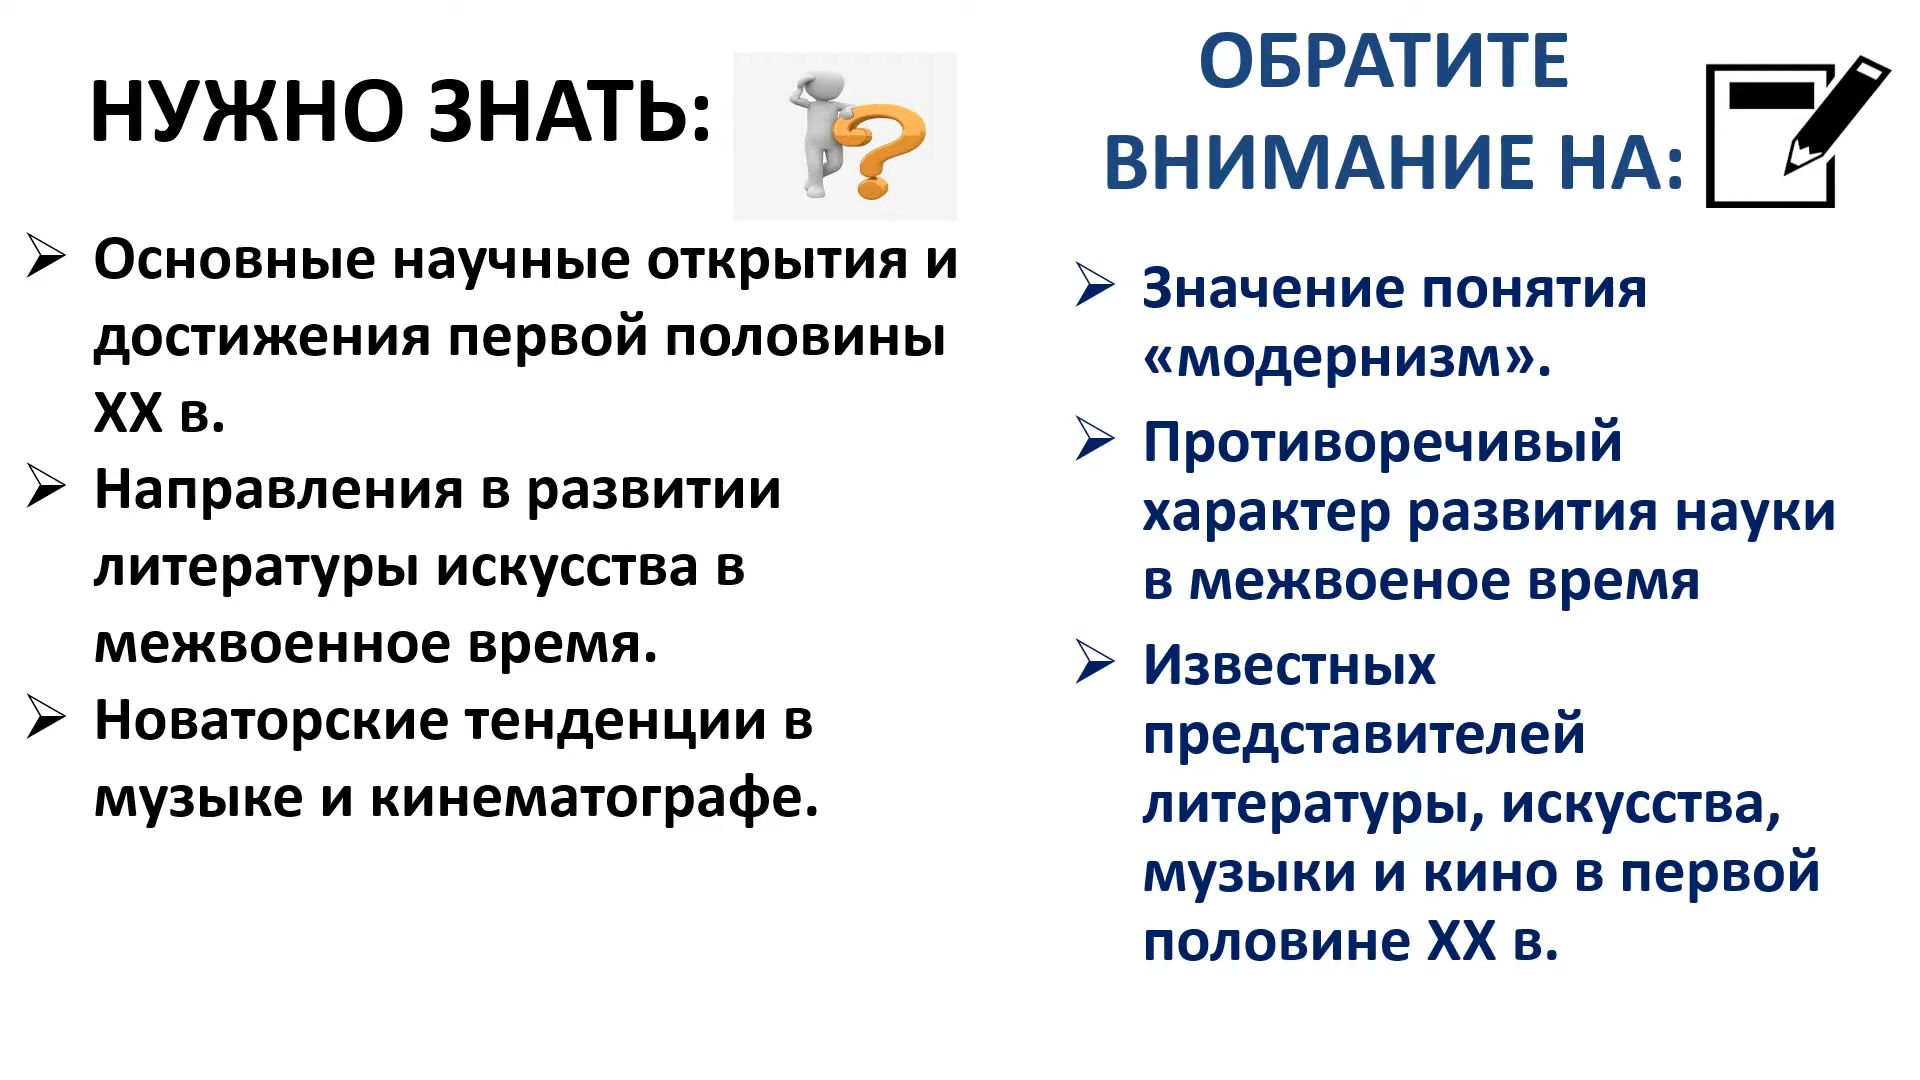 НУЖНО ЗНАТЬ:
Основные научные открытия и
достижения первой половины
XX в.
Направления в развитии
литературы искусства в
межвоенное время.
Новаторские тенденции в
музыке и кинематографе.
ОБРАТИТЕ
ВНИМАНИЕ НА:
Значение понятия
«модернизм».
Противоречивый
характер развития науки
в межвоеное время
Известных
представителей
литературы, искусства,
музыки и кино в первой
половине XX в.